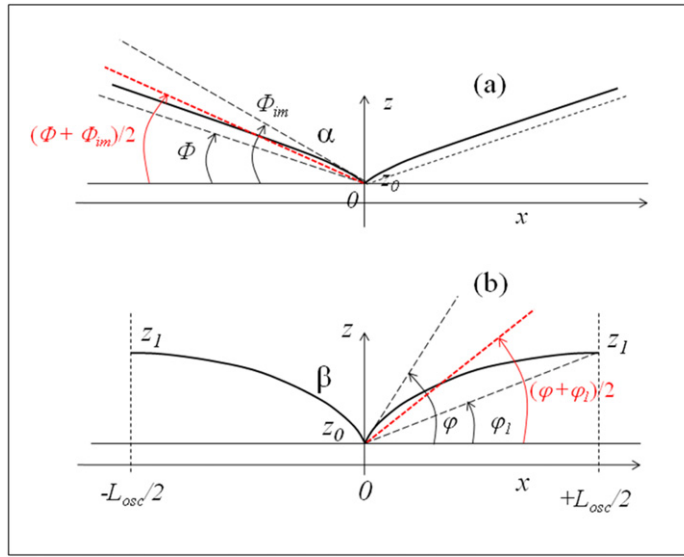 (a)
z
Φim
α
(Φ + Φim)/2
Φ
z0
0
x
(b)
z1
z
z1
β
(φ+φ1)/2
z0
φ
φ1
-Losc/2
0
x
+Losc/2